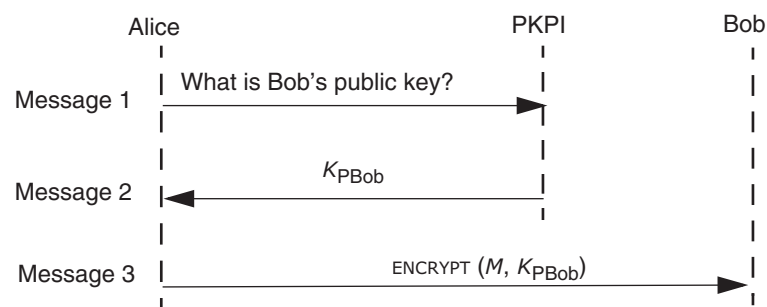 Alice PKPI Bob
Message 1 What is Bob’s public key?
Message 2 KPBob
Message 3 ENCRYPT (M, KPBob)